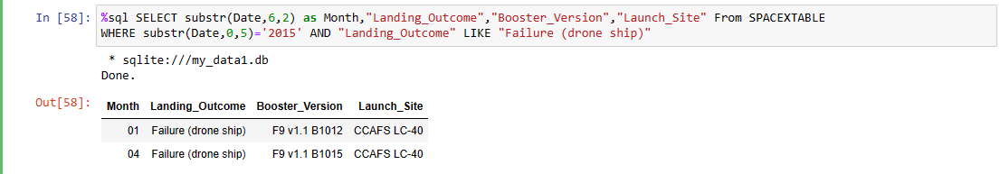 In [58]: %sql SELECT substr(Date,6,2) as Month,"Landing_Outcome","Booster_Version","Launch_Site" From SPACEXTABLE
WHERE substr(Date,0,5)='2015' AND "Landing_Outcome" LIKE "Failure (drone ship)"
* sqlite:///my_data1.db
Done.
Out[58]:
Month Landing_Outcome Booster_Version Launch_Site
01 Failure (drone ship) F9 v1.1 B1012 CCAFS LC-40
04 Failure (drone ship) F9 v1.1 B1015 CCAFS LC-40